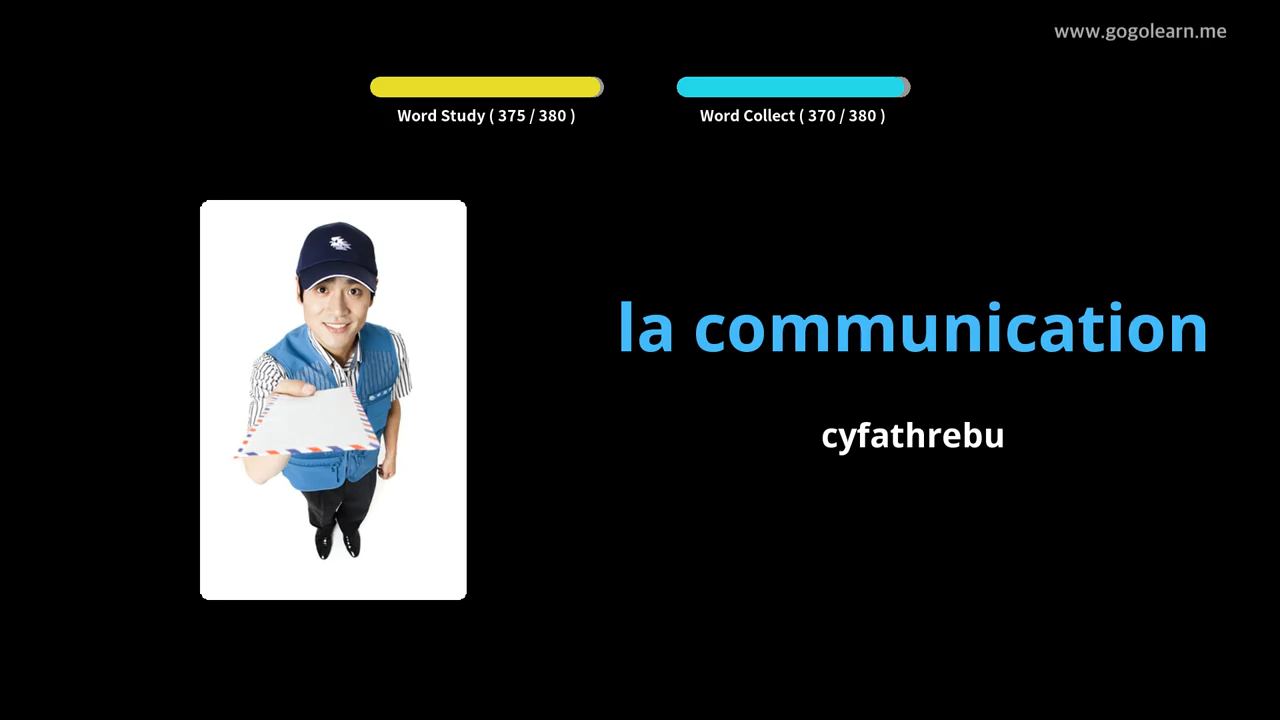 www.gogolearn.me
Word Study ( 375 / 380 )
Word Collect ( 370 / 380 )
la communication
cyfathrebu